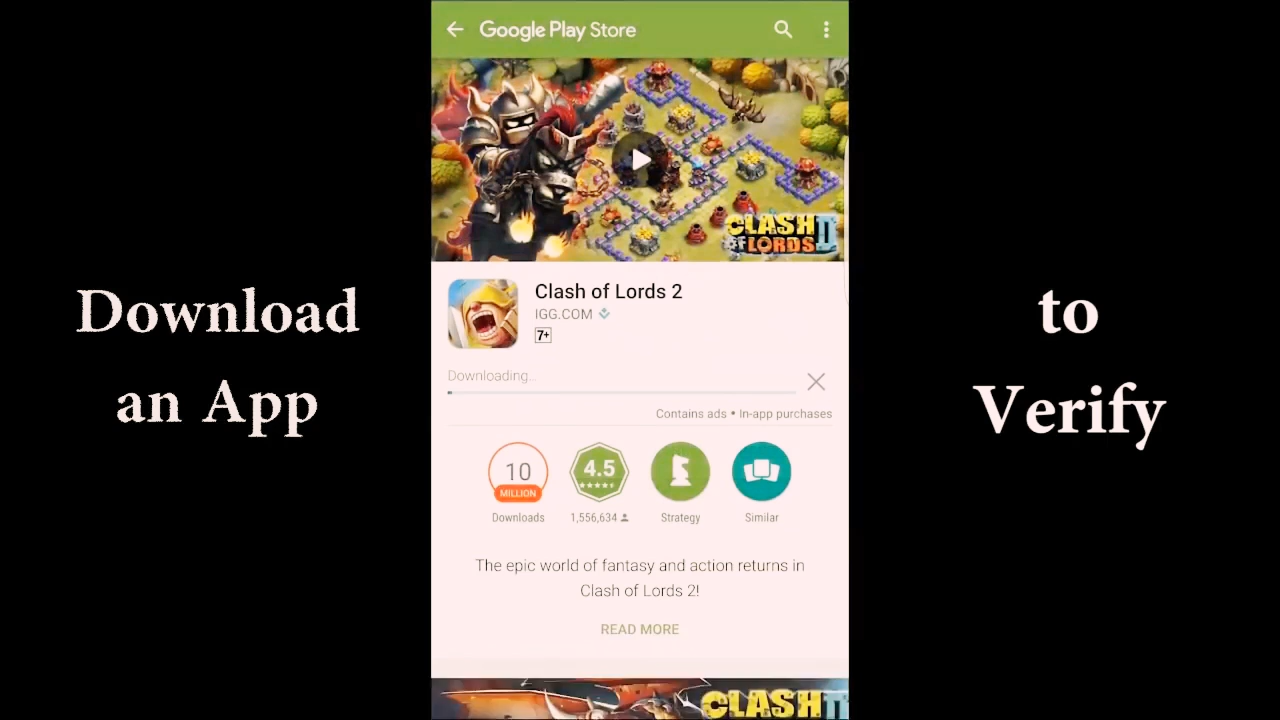 Google Play Store
CLASH
OF LORDS II
Download
an App
to
Verify
Clash of Lords 2
IGG.COM
7+
Downloading...
Contains ads • In-app purchases
10
MILLION
4.5
Downloads
1,556,634
Strategy
Similar
The epic world of fantasy and action returns in
Clash of Lords 2!
READ MORE
CLASH II